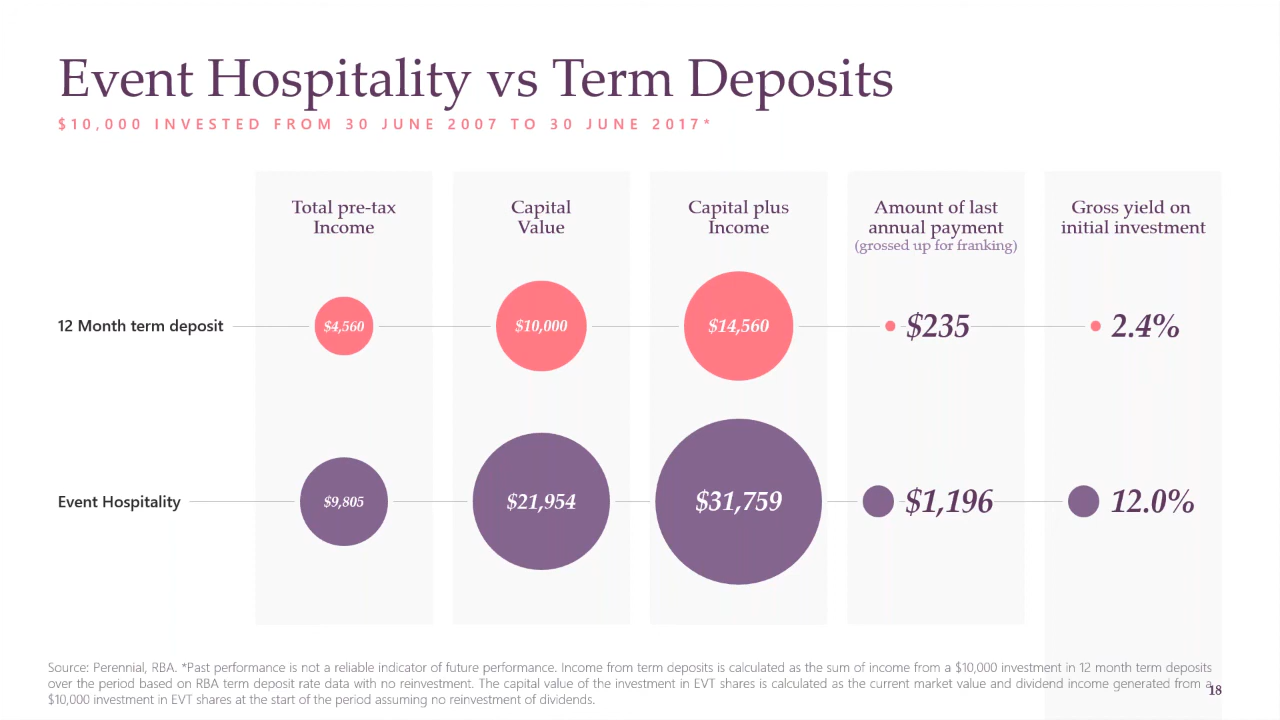 Event Hospitality vs Term Deposits
$10,000 INVESTED FROM 30 JUNE 2007 TO 30 JUNE 2017*
Total pre-tax
Income
Capital
Value
Capital plus
Income
Amount of last
annual payment
(grossed up for franking)
Gross yield on
initial investment
12 Month term deposit
$4,560
$10,000
$14,560
$235
2.4%
Event Hospitality
$9,805
$21,954
$31,759
$1,196
12.0%
Source: Perennial, RBA. *Past performance is not a reliable indicator of future performance. Income from term deposits is calculated as the sum of income from a $10,000 investment in 12 month term deposits
over the period based on RBA term deposit rate data with no reinvestment. The capital value of the investment in EVT shares is calculated as the current market value and dividend income generated from a
$10,000 investment in EVT shares at the start of the period assuming no reinvestment of dividends.
18